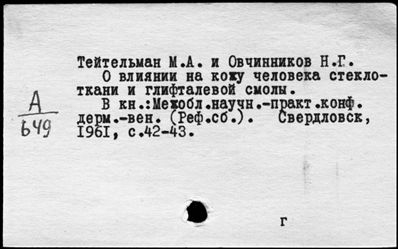 Тейтельман М.А. и Овчинников Н.Г.
О влиянии на кожу человека стекло-
ткани и глифталевой смолы.
В кн.:Межобл.научн.-практ.конф.
дерм.-вен. (Реф.сб.). Свердловск,
1961, с.42-43.
А
649
г